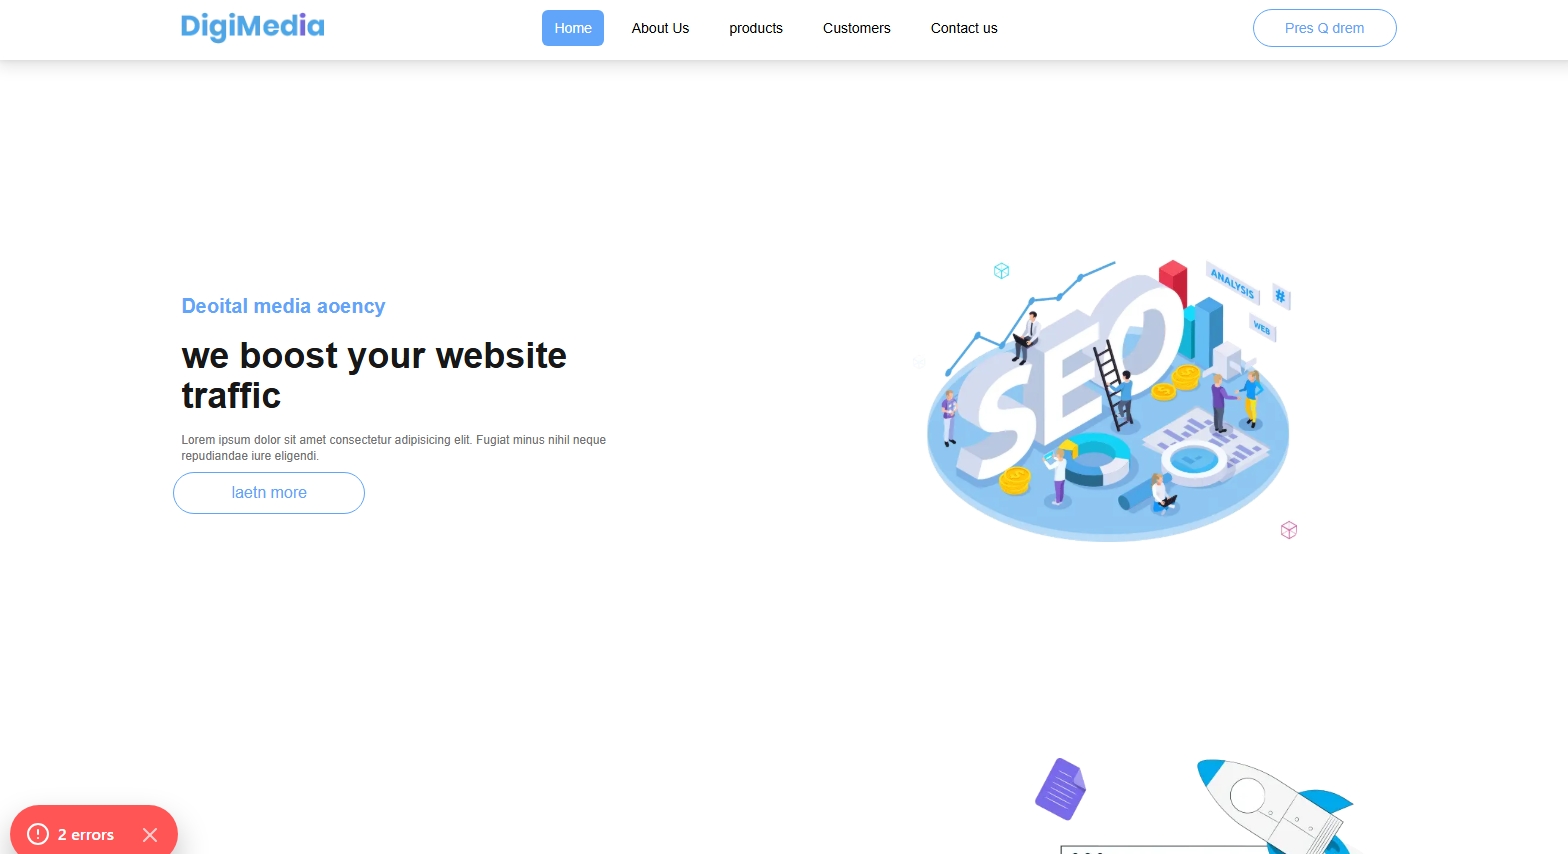 DigiMedia
Home
About Us
products
Customers
Contact us
Pres Q drem
Deoital media aoency
we boost your website
traffic
Lorem ipsum dolor sit amet consectetur adipisicing elit. Fugiat minus nihil neque
repudiandae iure eligendi.
laetn more
SEO
ANALYSIS
#
WEB
2 errors